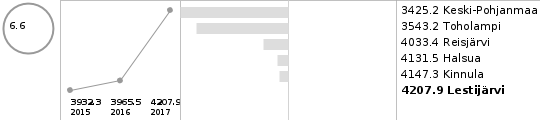 6.6
3932.3 3965.5 4207.9
2015 2016 2017
3425.2 Keski-Pohjanmaa
3543.2 Toholampi
4033.4 Reisjärvi
4131.5 Halsua
4147.3 Kinnula
4207.9 Lestijärvi